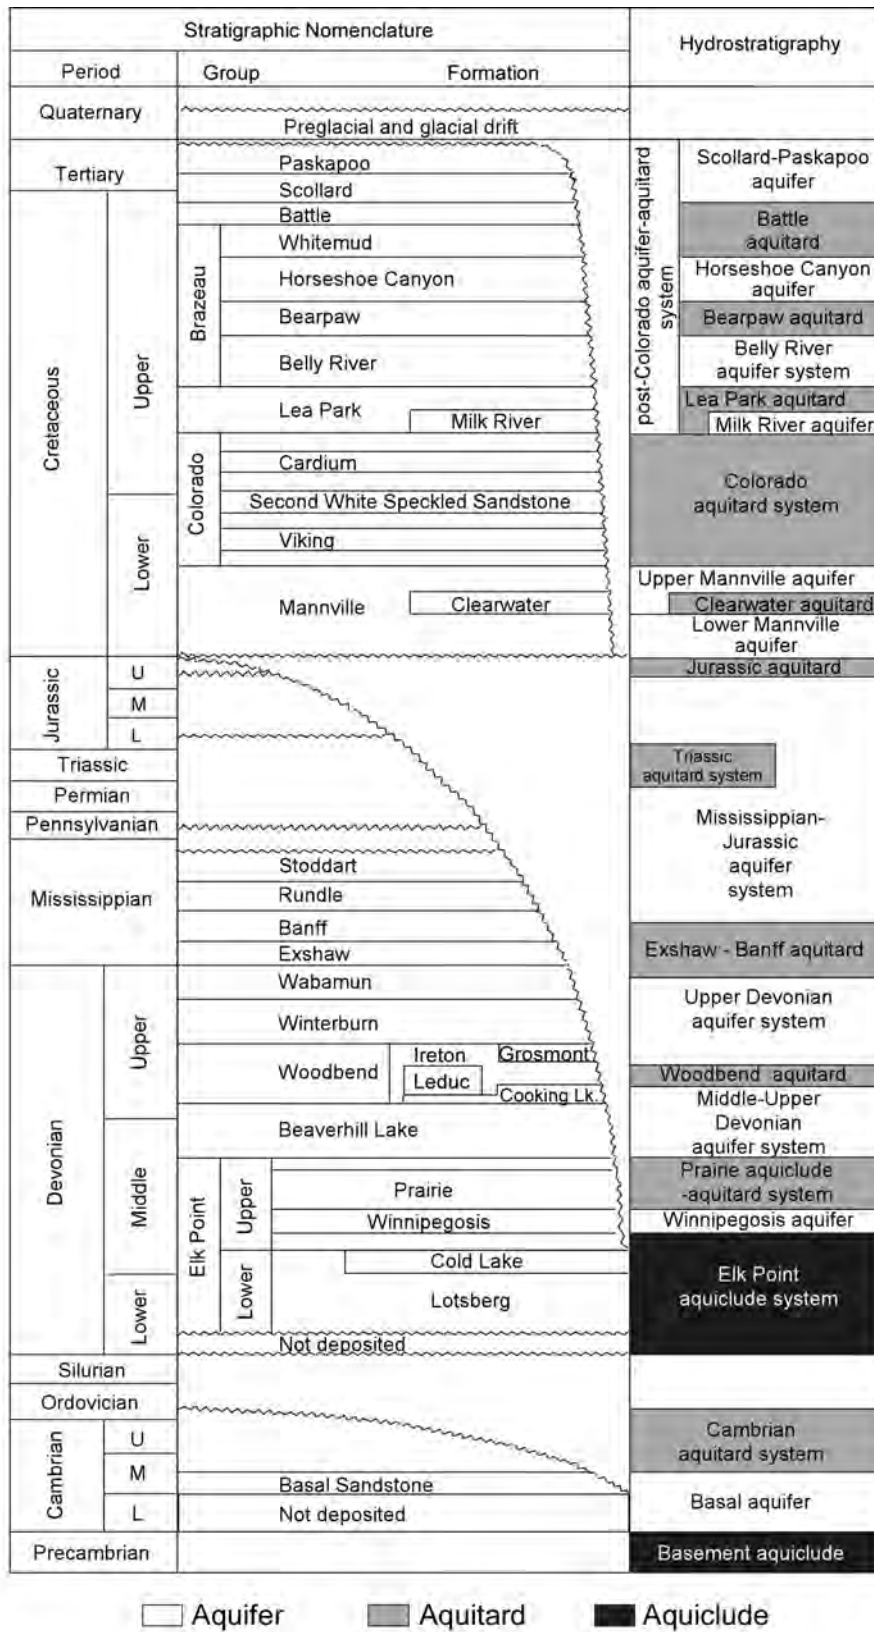 Stratigraphic Nomenclature
Hydrostratigraphy
Period
Group
Formation
Quaternary
Preglacial and glacial drift
Tertiary
Paskapoo
Scollard
Battle
Cretaceous
Upper
Lower
Brazeau
Whitemud
Horseshoe Canyon
Bearpaw
Belly River
Lea Park
Milk River
Colorado
Cardium
Second White Speckled Sandstone
Viking
Mannville
Clearwater
Jurassic
U
M
L
Triassic
Permian
Pennsylvanian
Mississippian
Stoddart
Rundle
Banff
Exshaw
Devonian
Upper
Middle
Lower
Wabamun
Winterburn
Woodbend
Ireton
Grosmont
Leduc
Cooking Lk.
Beaverhill Lake
Elk Point
Upper
Lower
Prairie
Winnipegosis
Cold Lake
Lotsberg
Not deposited
Silurian
Ordovician
Cambrian
U
M
L
Basal Sandstone
Not deposited
Precambrian
post-Colorado aquifer-aquitard
system
Scollard-Paskapoo
aquifer
Battle
aquitard
Horseshoe Canyon
aquifer
Bearpaw aquitard
Belly River
aquifer system
Lea Park aquitard
Milk River aquifer
Colorado
aquitard system
Upper Mannville aquifer
Clearwater aquitard
Lower Mannville
aquifer
Jurassic aquitard
Triassic
aquitard system
Mississippian-
Jurassic
aquifer
system
Exshaw - Banff aquitard
Upper Devonian
aquifer system
Woodbend aquitard
Middle-Upper
Devonian
aquifer system
Prairie aquiclude
-aquitard system
Winnipegosis aquifer
Elk Point
aquiclude system
Cambrian
aquitard system
Basal aquifer
Basement aquiclude
Aquifer
Aquitard
Aquiclude